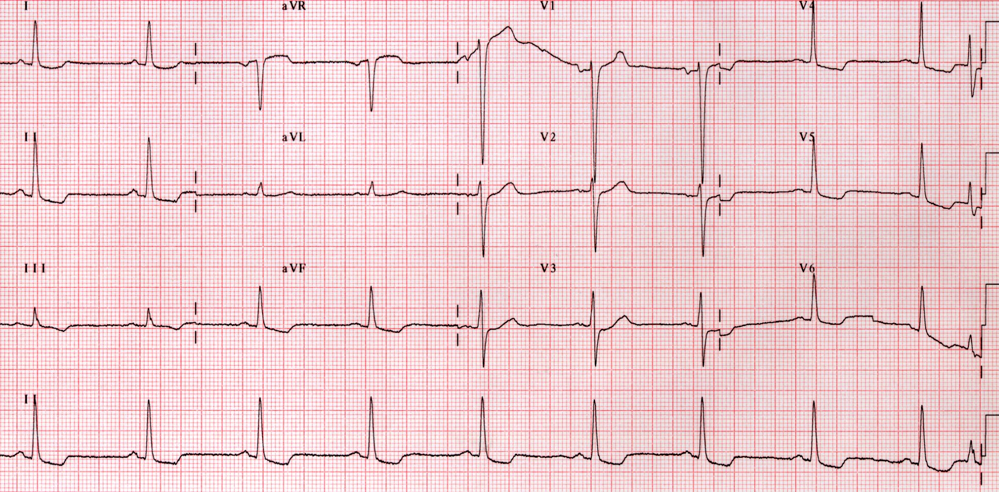 I aVR V1 V4
II aVL V2 V5
III aVF V3 V6
II